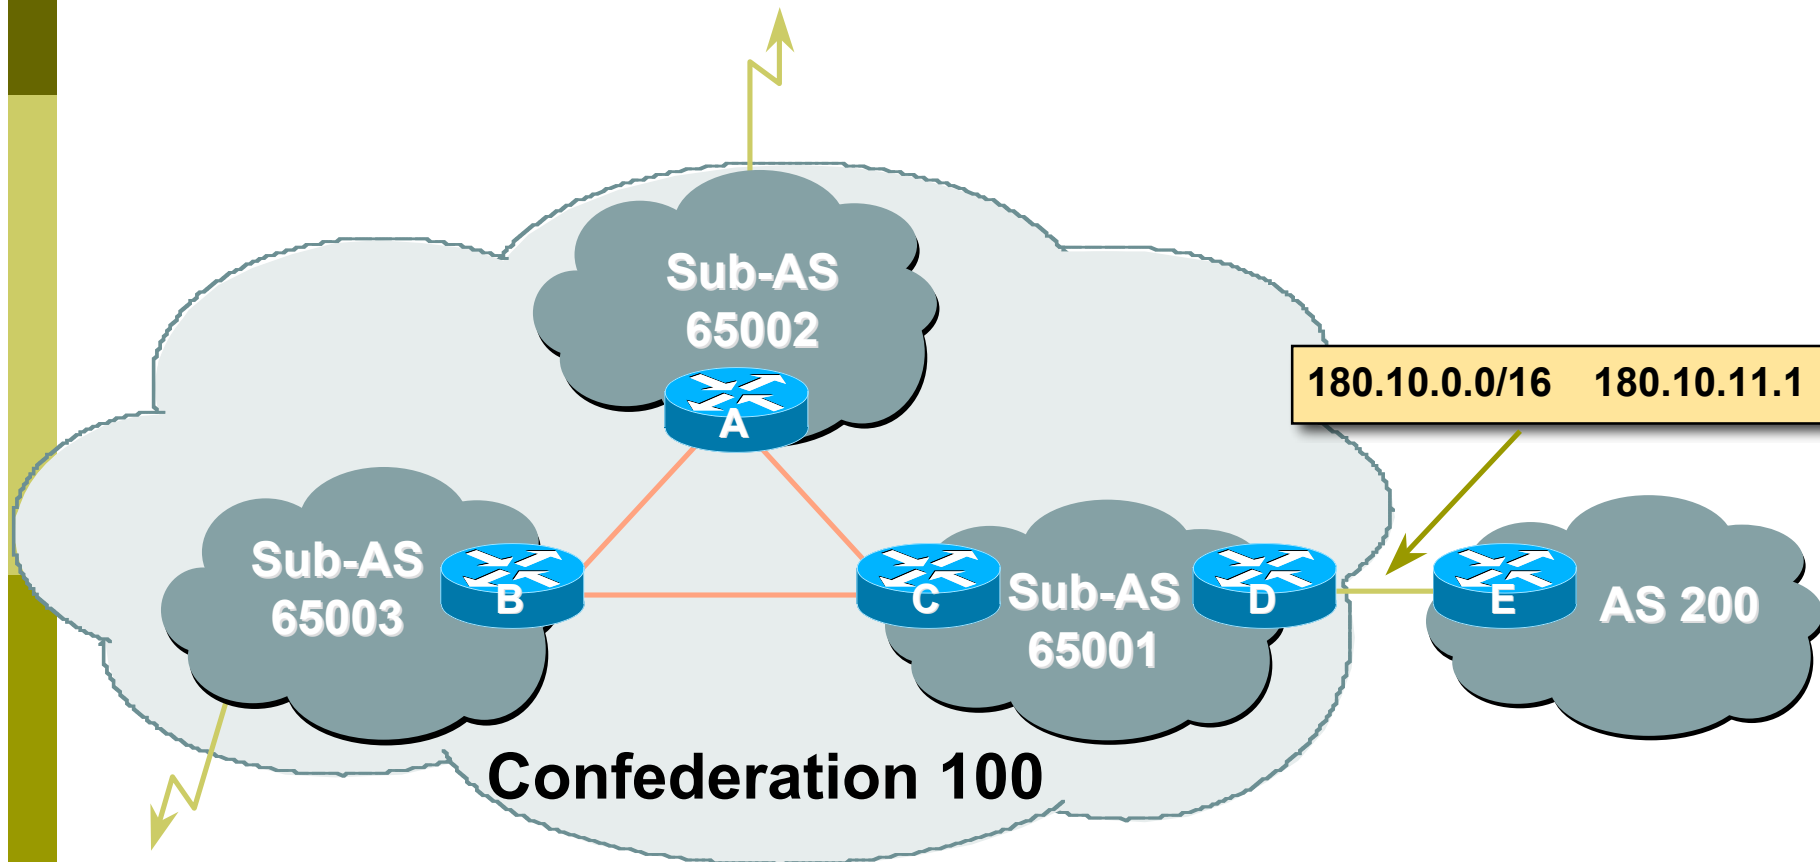 Sub-AS
65002
A
180.10.0.0/16 180.10.11.1
Sub-AS
65003
B
C
Sub-AS
65001
D
E
AS 200
Confederation 100